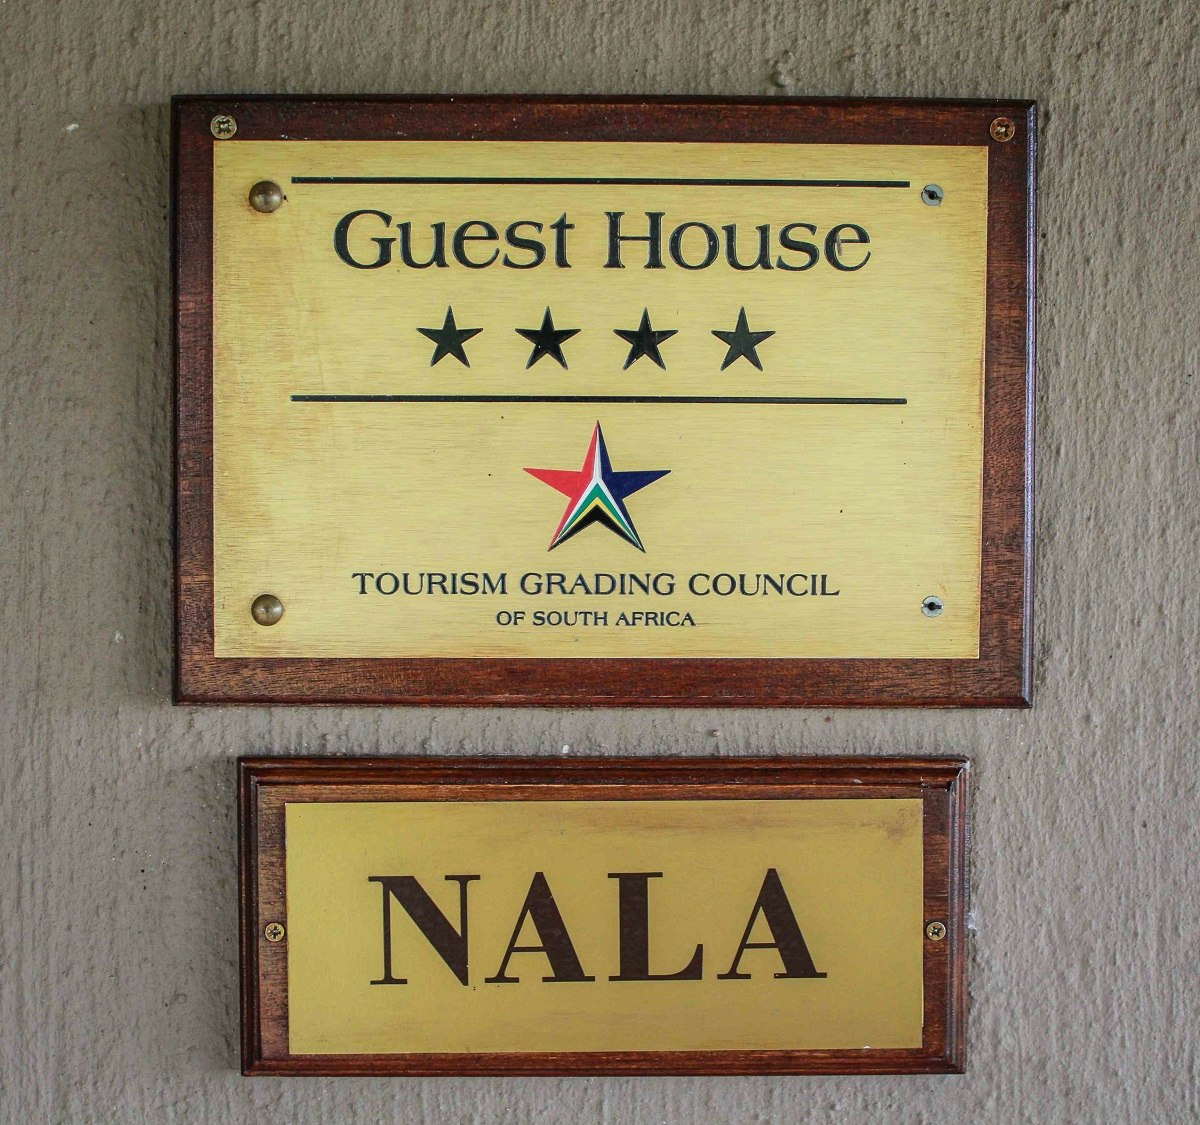 Guest House
TOURISM GRADING COUNCIL
OF SOUTH AFRICA
NALA